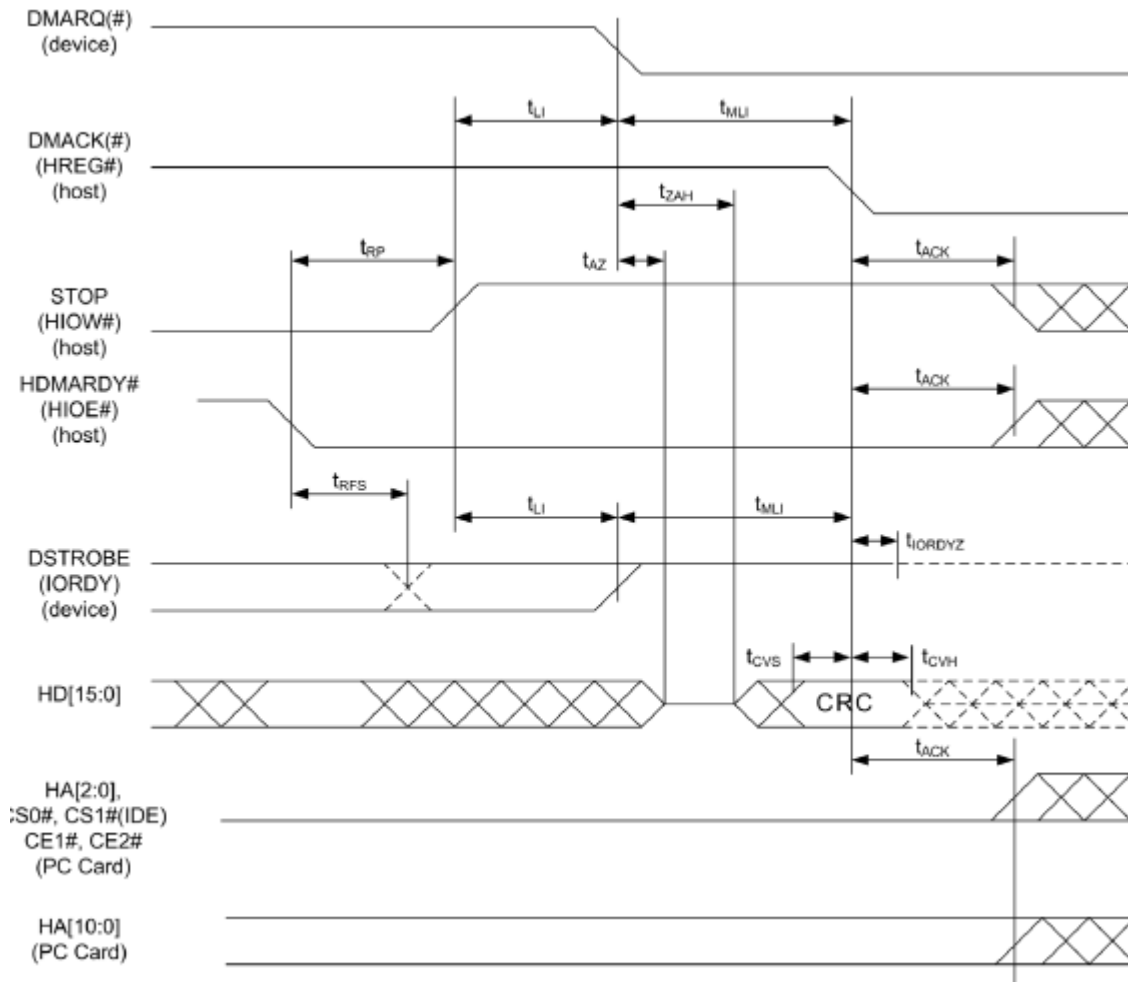 DMARQ(#)
(device)
tLI
tMLI
DMACK(#)
(HREG#)
(host)
tZAH
tRP
tAZ
tACK
STOP
(HIOW#)
(host)
HDMARDY#
(HIOE#)
(host)
tACK
tRFS
tLI
tMLI
tIORDYZ
DSTROBE
(IORDY)
(device)
tCVS
tCVH
HD[15:0]
CRC
tACK
HA[2:0],
CS0#, CS1#(IDE)
CE1#, CE2#
(PC Card)
HA[10:0]
(PC Card)